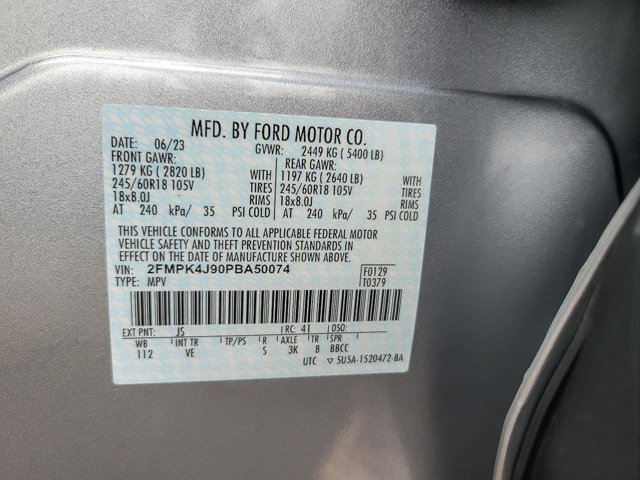 MFD. BY FORD MOTOR CO.
DATE: 06/23 GVWR: 2449 KG ( 5400 LB)
FRONT GAWR: REAR GAWR:
1279 KG ( 2820 LB) WITH 1197 KG ( 2640 LB) WITH
245/60R18 105V TIRES 245/60R18 105V TIRES
18x8.0J RIMS 18x8.0J RIMS
AT 240 kPa/ 35 PSI COLD AT 240 kPa/ 35 PSI COLD
THIS VEHICLE CONFORMS TO ALL APPLICABLE FEDERAL MOTOR
VEHICLE SAFETY AND THEFT PREVENTION STANDARDS IN
EFFECT ON THE DATE OF MANUFACTURE SHOWN ABOVE.
VIN: 2FMPK4J90PBA50074 F0129
TYPE: MPV T0379
EXT PNT: JS RC: 41 DSO:
WB INT TR TP/PS R AXLE TR SPR
112 VE S 3K 8 BBCC
UTC ▽ 5U5A-1520472-BA